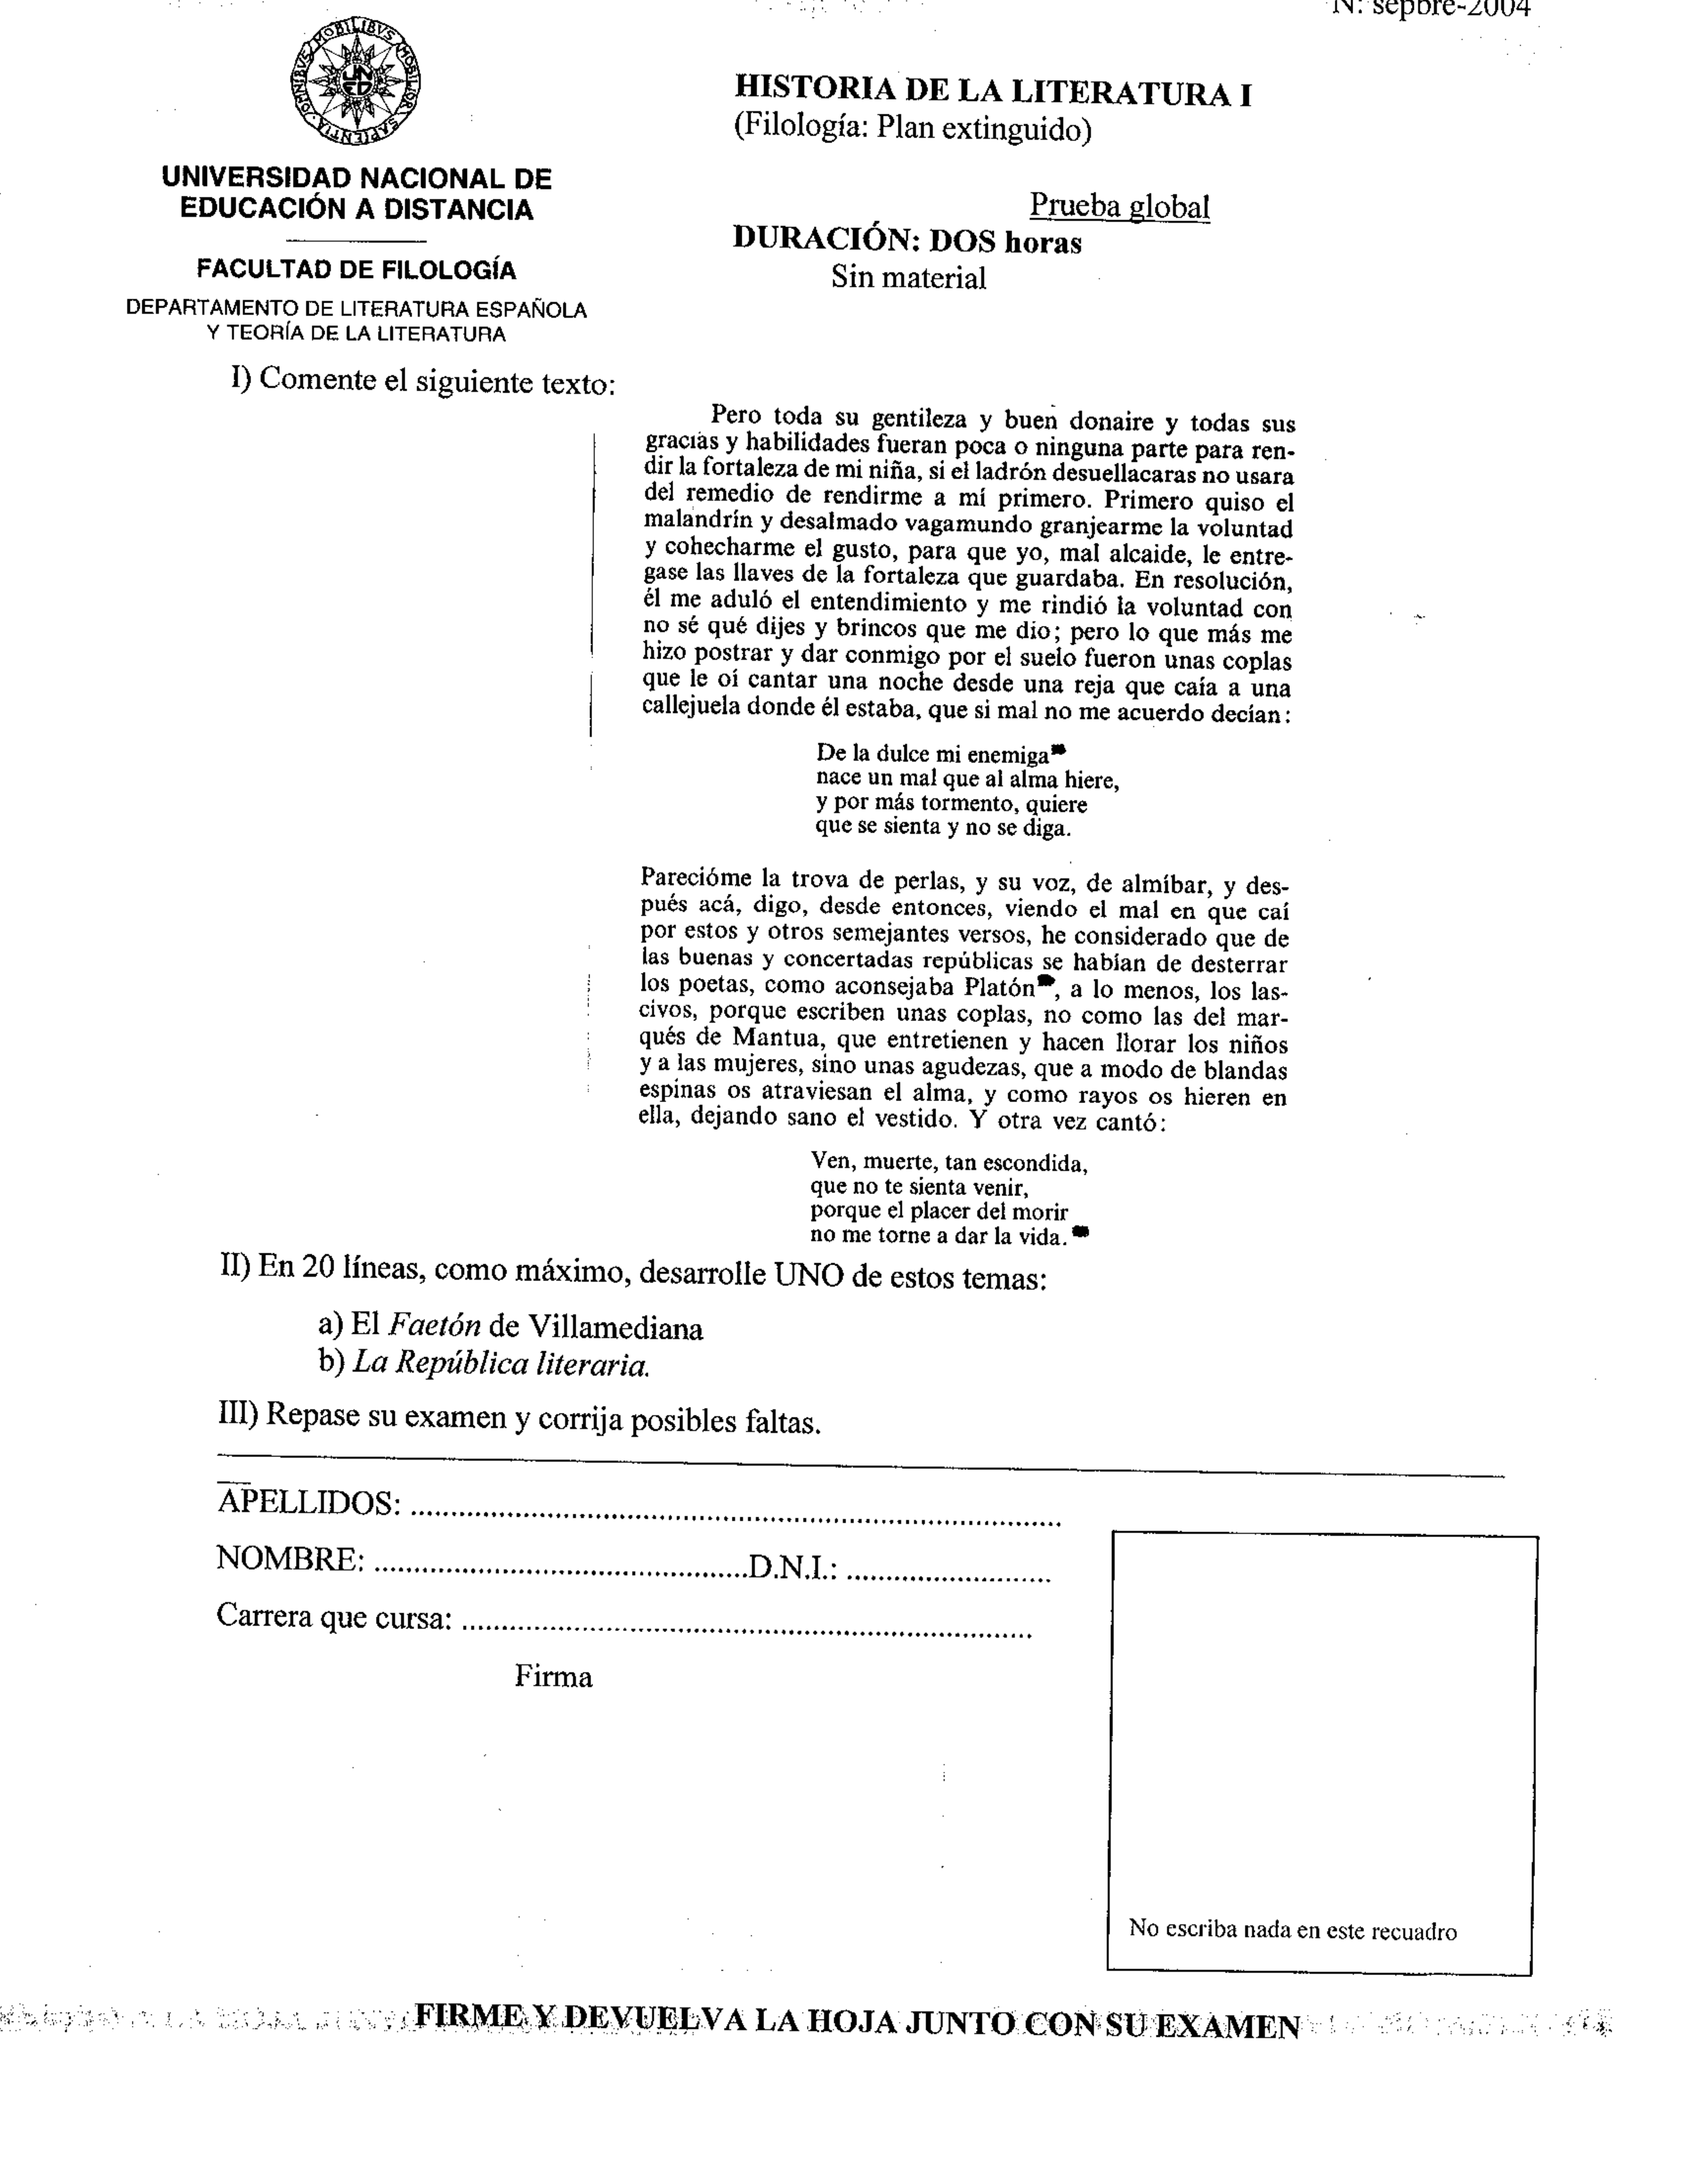 N: sepbre-2004
OMNIBVS MOBILIBVS MOBILIOR SAPIENTIA
UNED
HISTORIA DE LA LITERATURA I
(Filología: Plan extinguido)
UNIVERSIDAD NACIONAL DE
EDUCACIÓN A DISTANCIA
Prueba global
DURACIÓN: DOS horas
Sin material
FACULTAD DE FILOLOGÍA
DEPARTAMENTO DE LITERATURA ESPAÑOLA
Y TEORÍA DE LA LITERATURA
I) Comente el siguiente texto:
Pero toda su gentileza y buen donaire y todas sus
gracias y habilidades fueran poca o ninguna parte para ren-
dir la fortaleza de mi niña, si el ladrón desuellacaras no usara
del remedio de rendirme a mí primero. Primero quiso el
malandrín y desalmado vagamundo granjearme la voluntad
y cohecharme el gusto, para que yo, mal alcaide, le entre-
gase las llaves de la fortaleza que guardaba. En resolución,
él me aduló el entendimiento y me rindió la voluntad con
no sé qué dijes y brincos que me dio; pero lo que más me
hizo postrar y dar conmigo por el suelo fueron unas coplas
que le oí cantar una noche desde una reja que caía a una
callejuela donde él estaba, que si mal no me acuerdo decían:
De la dulce mi enemiga
nace un mal que al alma hiere,
y por más tormento, quiere
que se sienta y no se diga.
Parecióme la trova de perlas, y su voz, de almíbar, y des-
pués acá, digo, desde entonces, viendo el mal en que caí
por estos y otros semejantes versos, he considerado que de
las buenas y concertadas repúblicas se habían de desterrar
los poetas, como aconsejaba Platón, a lo menos, los las-
civos, porque escriben unas coplas, no como las del mar-
qués de Mantua, que entretienen y hacen llorar los niños
y a las mujeres, sino unas agudezas, que a modo de blandas
espinas os atraviesan el alma, y como rayos os hieren en
ella, dejando sano el vestido. Y otra vez cantó:
Ven, muerte, tan escondida,
que no te sienta venir,
porque el placer del morir
no me torne a dar la vida.
II) En 20 líneas, como máximo, desarrolle UNO de estos temas:
a) El Faetón de Villamediana
b) La República literaria.
III) Repase su examen y corrija posibles faltas.
APELLIDOS: ................................................................................
NOMBRE: ...............................................D.N.I.: .........................
Carrera que cursa: ......................................................................
Firma
No escriba nada en este recuadro
FIRME Y DEVUELVA LA HOJA JUNTO CON SU EXAMEN